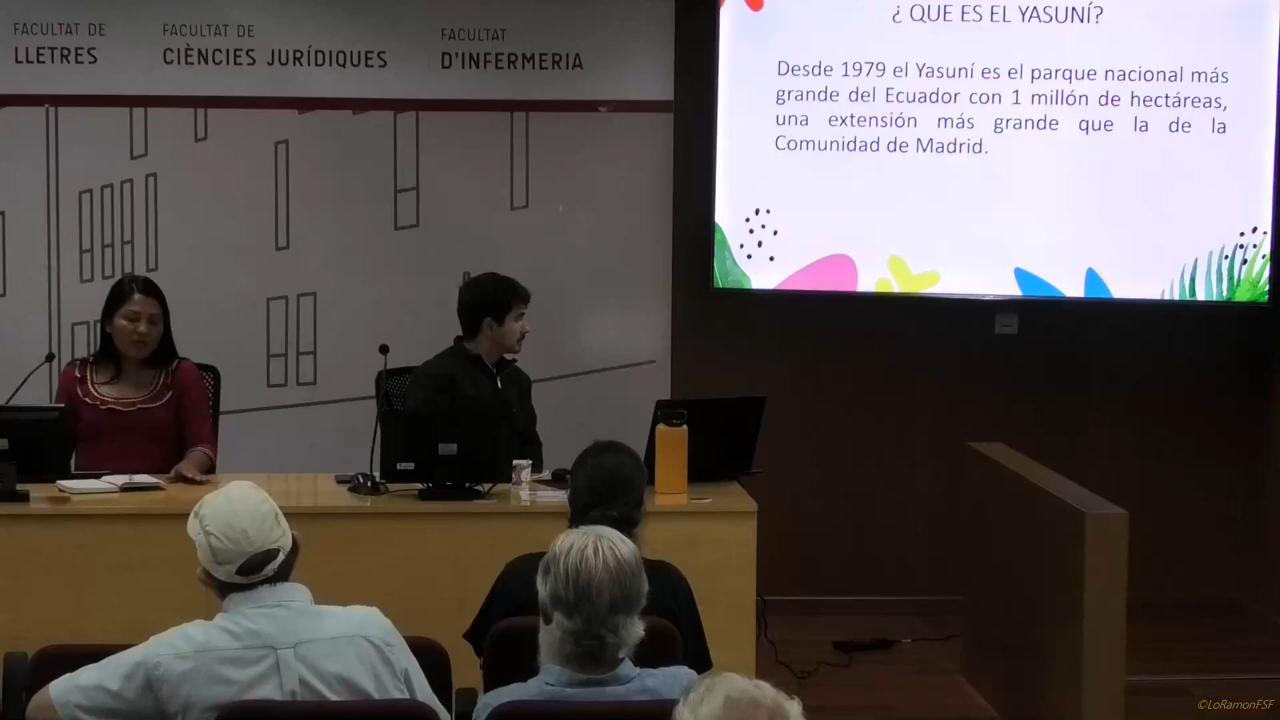 FACULTAT DE
LLETRES
FACULTAT DE
CIÈNCIES JURÍDIQUES
FACULTAT
D'INFERMERIA
¿ QUE ES EL YASUNÍ?
Desde 1979 el Yasuní es el parque nacional más
grande del Ecuador con 1 millón de hectáreas,
una extensión más grande que la de la
Comunidad de Madrid.
©LoRamonFSF